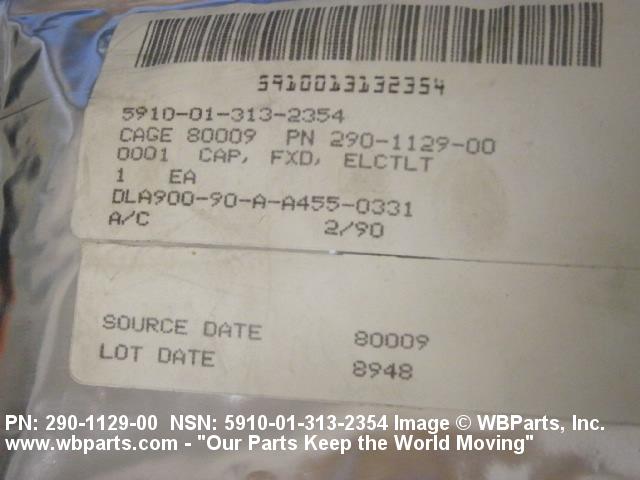 5910013132354
5910-01-313-2354
CAGE 80009 PN 290-1129-00
0001 CAP, FXD, ELCTLT
1 EA
DLA900-90-A-A455-0331
A/C 2/90
SOURCE DATE 80009
LOT DATE 8948
PN: 290-1129-00 NSN: 5910-01-313-2354 Image © WBParts, Inc.
www.wbparts.com - "Our Parts Keep the World Moving"